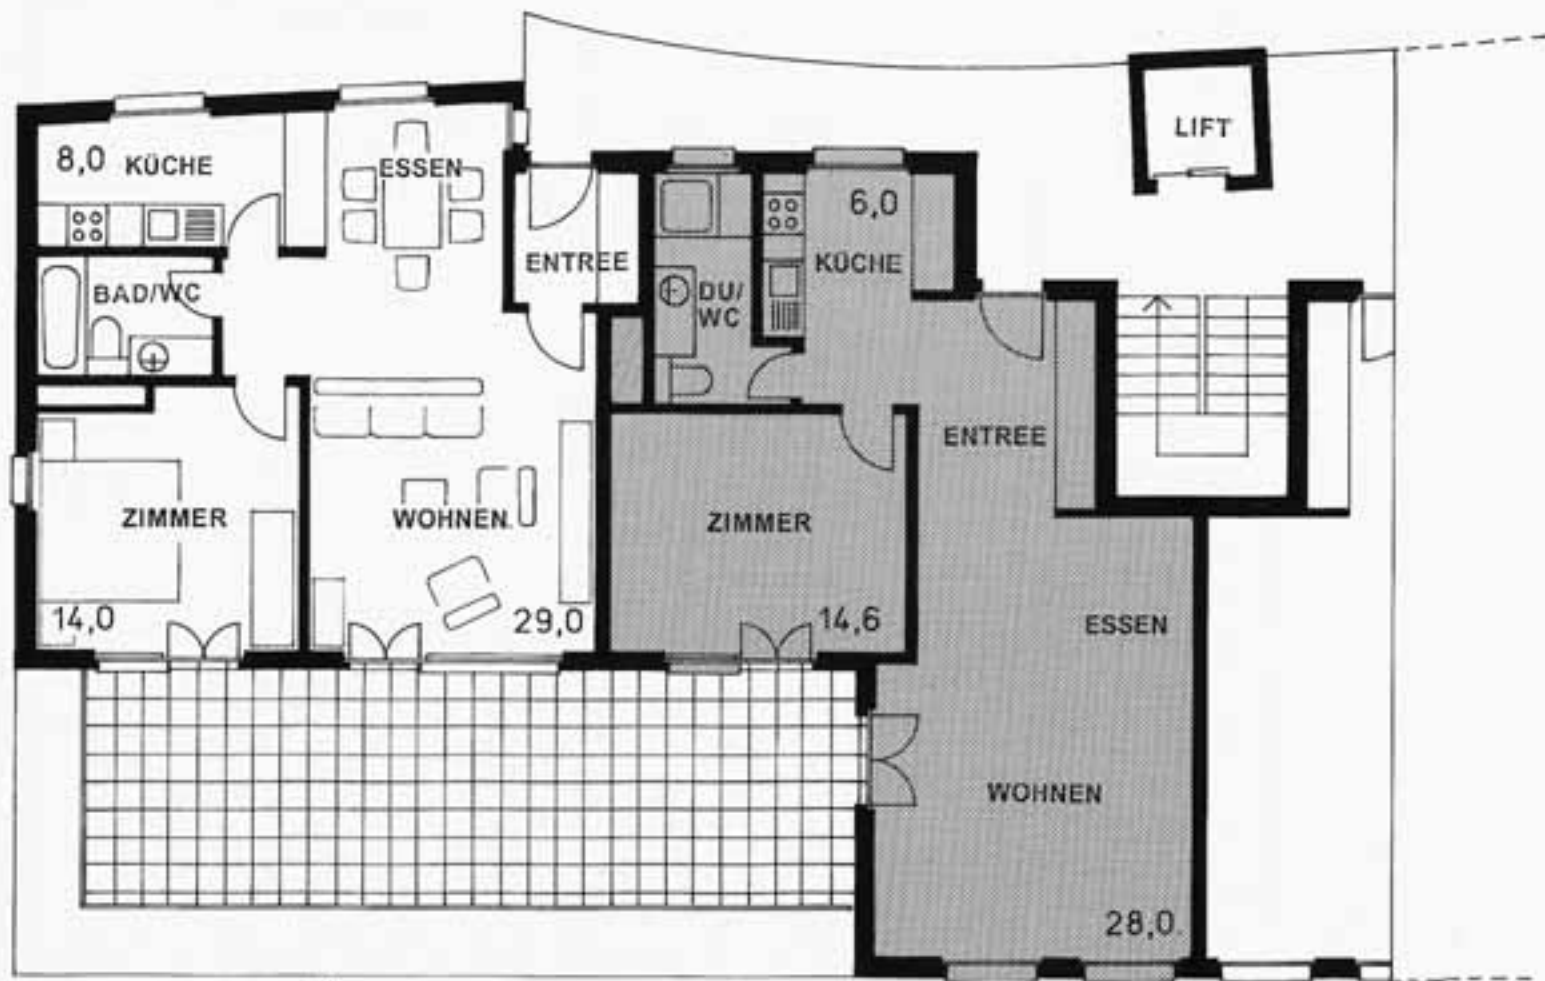 LIFT
8,0 KÜCHE
ESSEN
6,0
KÜCHE
ENTREE
BAD/WC
DU/
WC
ENTREE
ZIMMER
WOHNEN
ZIMMER
14,0
29,0
14,6
ESSEN
WOHNEN
28,0